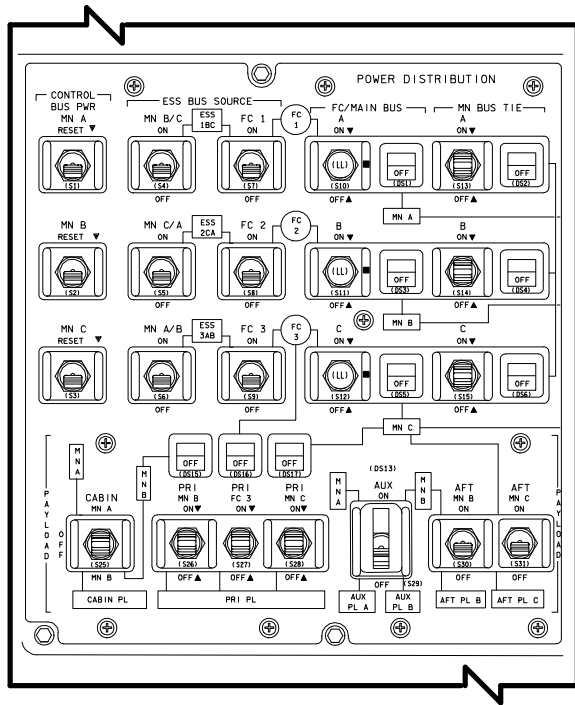 POWER DISTRIBUTION
CONTROL BUS PWR
ESS BUS SOURCE
FC/MAIN BUS
MN BUS TIE
MN A
RESET ▼
(S1)
MN B/C
ON
(S4)
OFF
ESS 1BC
FC 1
ON
(S7)
OFF
FC 1
A
ON ▼
(LL)
(S10)
OFF ▲
OFF
(DS1)
MN A
A
ON ▼
(S13)
OFF ▲
OFF
(DS2)
MN B
RESET ▼
(S2)
MN C/A
ON
(S5)
OFF
ESS 2CA
FC 2
ON
(S8)
OFF
FC 2
B
ON ▼
(LL)
(S11)
OFF ▲
OFF
(DS3)
MN B
B
ON ▼
(S14)
OFF ▲
OFF
(DS4)
MN C
RESET ▼
(S3)
MN A/B
ON
(S6)
OFF
ESS 3AB
FC 3
ON
(S9)
OFF
FC 3
C
ON ▼
(LL)
(S12)
OFF ▲
OFF
(DS5)
MN C
C
ON ▼
(S15)
OFF ▲
OFF
(DS6)
PAYLOAD
MN A
CABIN
MN A
OFF
(S25)
MN B
CABIN PL
MN B
OFF
(DS15)
PRI
MN B
ON ▼
(S26)
OFF ▲
OFF
(DS16)
PRI
FC 3
ON ▼
(S27)
OFF ▲
OFF
(DS17)
PRI
MN C
ON ▼
(S28)
OFF ▲
PRI PL
MN A
(DS13)
AUX
ON
OFF
(S29)
AUX PL A
AUX PL B
MN B
AFT
MN B
ON
(S30)
OFF
AFT PL B
AFT
MN C
ON
(S31)
OFF
AFT PL C
PAYLOAD